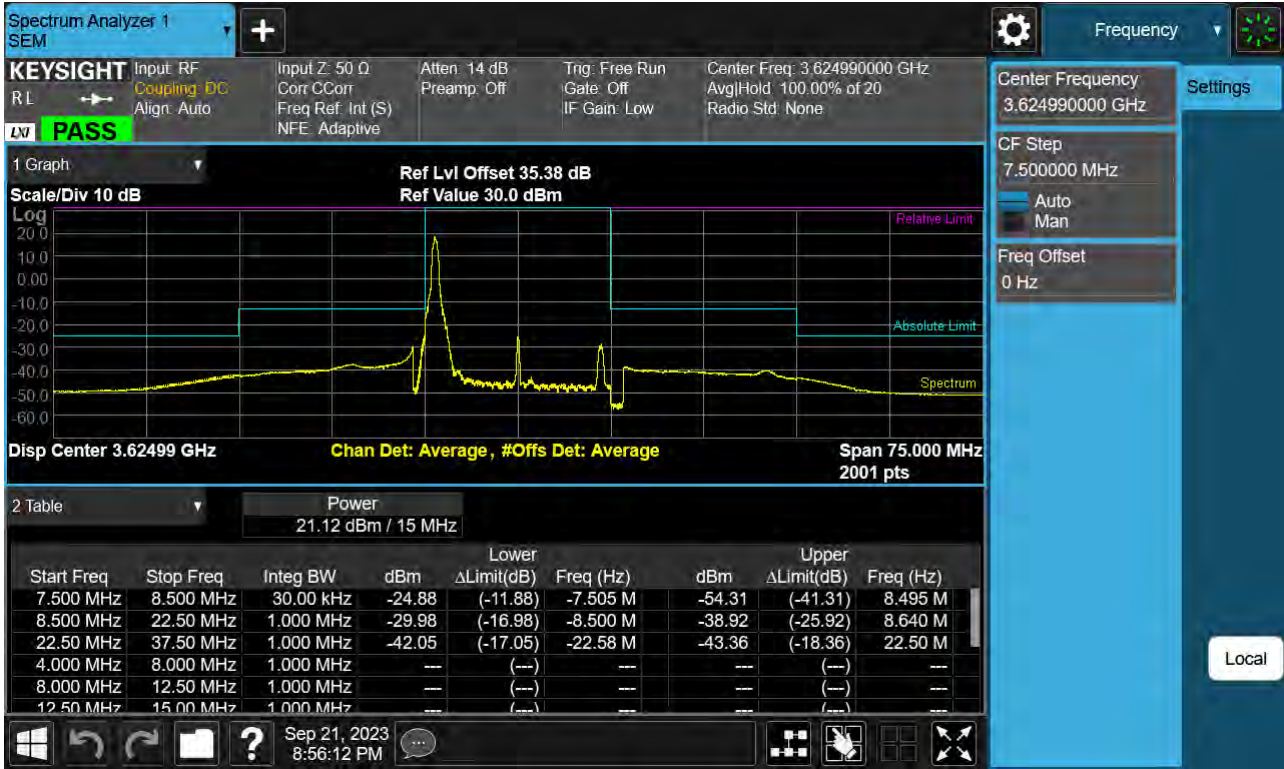 Spectrum Analyzer 1
SEM
Frequency
KEYSIGHT
R L
LXI
PASS
Input: RF
Coupling: DC
Align: Auto
Input Z: 50 Ω
Corr CCorr
Freq Ref: Int (S)
NFE: Adaptive
Atten: 14 dB
Preamp: Off
Trig: Free Run
Gate: Off
IF Gain: Low
Center Freq: 3.624990000 GHz
Avg|Hold: 100.00% of 20
Radio Std: None
Center Frequency
3.624990000 GHz
Settings
CF Step
7.500000 MHz
Auto
Man
Freq Offset
0 Hz
1 Graph
Ref Lvl Offset 35.38 dB
Scale/Div 10 dB
Ref Value 30.0 dBm
Log
20.0
10.0
0.00
-10.0
-20.0
-30.0
-40.0
-50.0
-60.0
Relative Limit
Absolute Limit
Spectrum
Disp Center 3.62499 GHz
Chan Det: Average , #Offs Det: Average
Span 75.000 MHz
2001 pts
2 Table
Power
21.12 dBm / 15 MHz
Lower Upper
Start Freq Stop Freq Integ BW dBm ΔLimit(dB) Freq (Hz) dBm ΔLimit(dB) Freq (Hz)
7.500 MHz 8.500 MHz 30.00 kHz -24.88 (-11.88) -7.505 M -54.31 (-41.31) 8.495 M
8.500 MHz 22.50 MHz 1.000 MHz -29.98 (-16.98) -8.500 M -38.92 (-25.92) 8.640 M
22.50 MHz 37.50 MHz 1.000 MHz -42.05 (-17.05) -22.58 M -43.36 (-18.36) 22.50 M
4.000 MHz 8.000 MHz 1.000 MHz --- (---) --- --- (---) ---
8.000 MHz 12.50 MHz 1.000 MHz --- (---) --- --- (---) ---
12.50 MHz 15.00 MHz 1.000 MHz --- (---) --- --- (---) ---
Local
?
Sep 21, 2023
8:56:12 PM